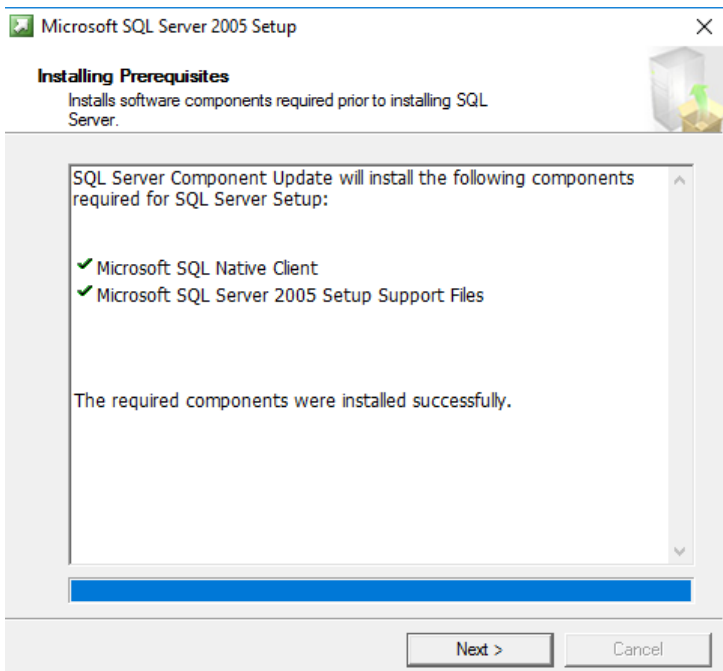 Microsoft SQL Server 2005 Setup
Installing Prerequisites
Installs software components required prior to installing SQL
Server.
SQL Server Component Update will install the following components
required for SQL Server Setup:
Microsoft SQL Native Client
Microsoft SQL Server 2005 Setup Support Files
The required components were installed successfully.
Next >
Cancel